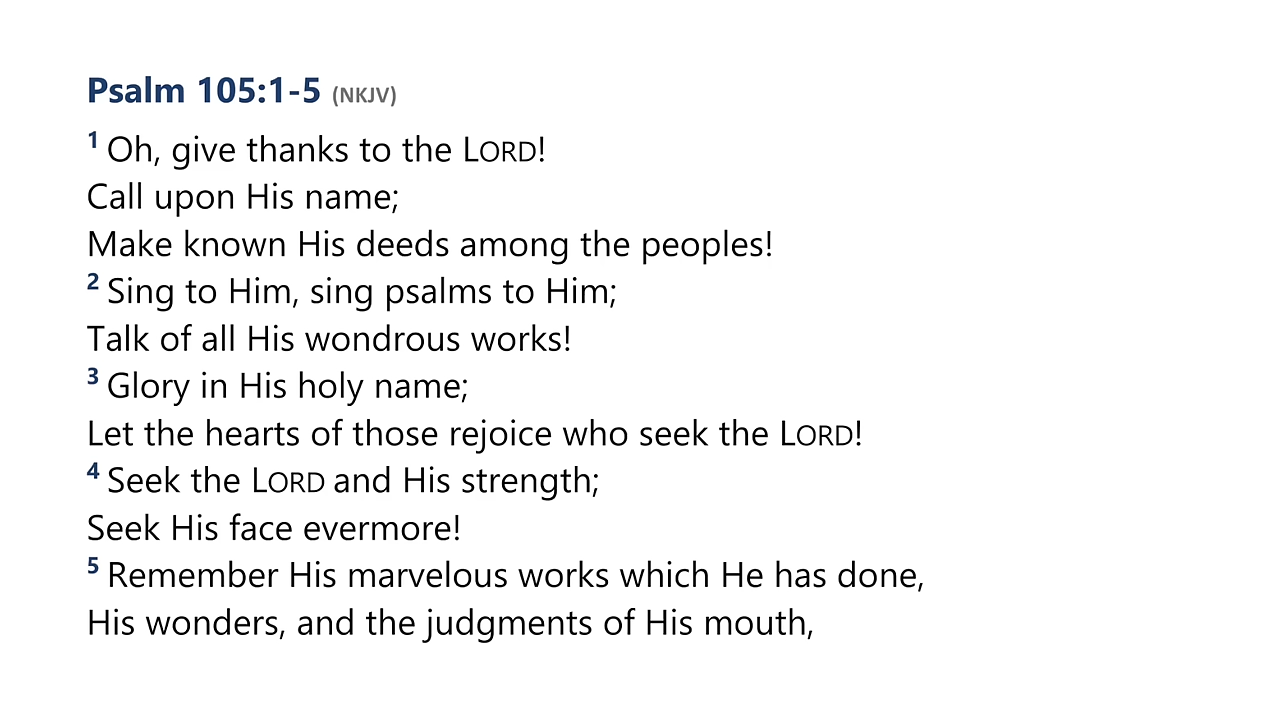 Psalm 105:1-5 (NKJV)
1 Oh, give thanks to the LORD!
Call upon His name;
Make known His deeds among the peoples!
2 Sing to Him, sing psalms to Him;
Talk of all His wondrous works!
3 Glory in His holy name;
Let the hearts of those rejoice who seek the LORD!
4 Seek the LORD and His strength;
Seek His face evermore!
5 Remember His marvelous works which He has done,
His wonders, and the judgments of His mouth,